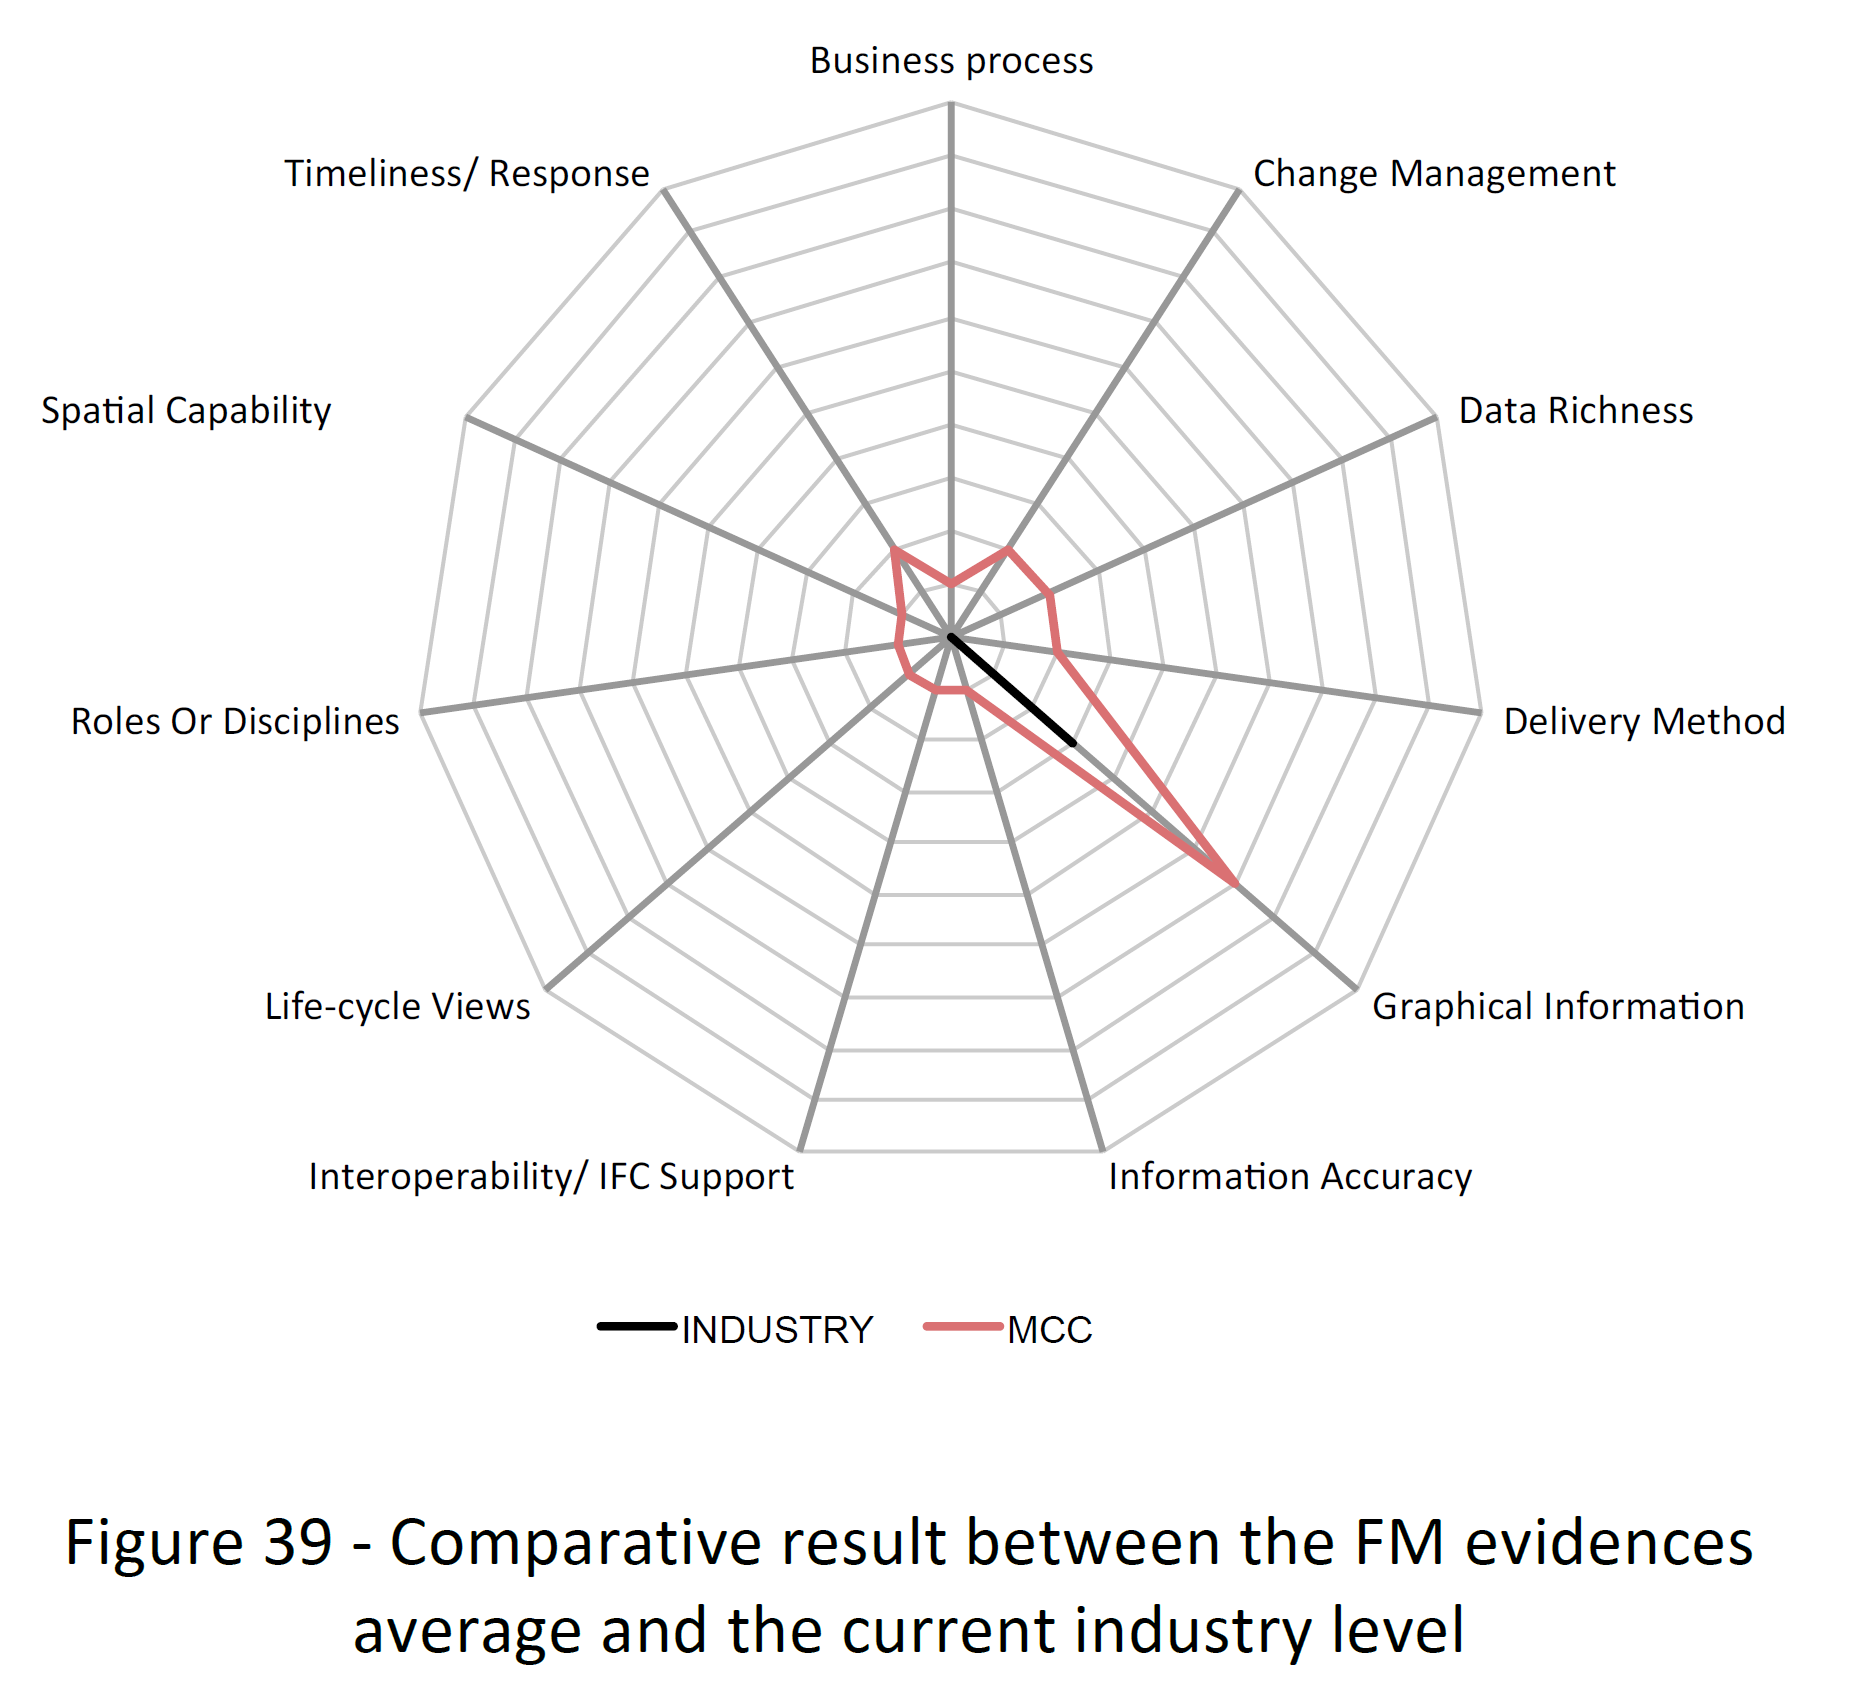 Business process
Timeliness/ Response
Change Management
Spatial Capability
Data Richness
Roles Or Disciplines
Delivery Method
Life-cycle Views
Graphical Information
Interoperability/ IFC Support
Information Accuracy
INDUSTRY
MCC
Figure 39 - Comparative result between the FM evidences
average and the current industry level